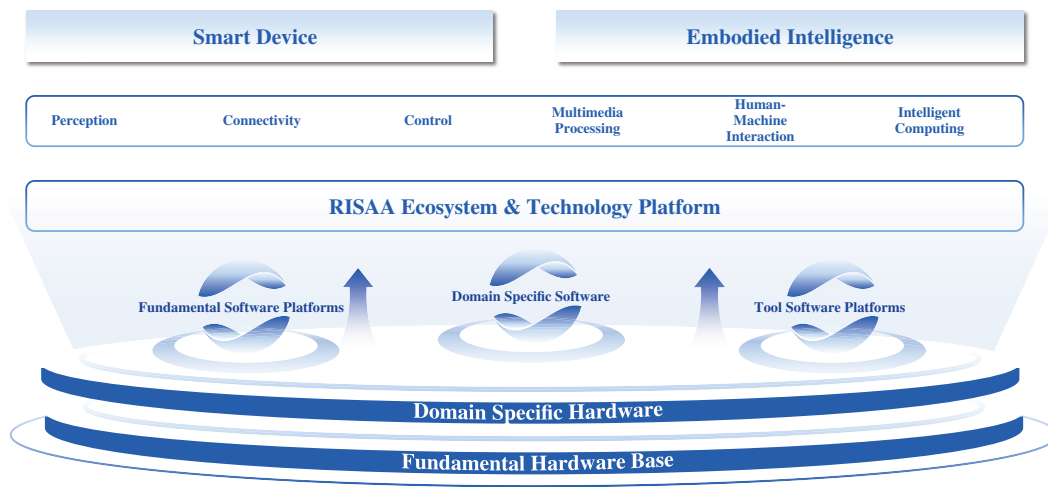 Smart Device
Embodied Intelligence
Perception
Connectivity
Control
Multimedia
Processing
Human-
Machine
Interaction
Intelligent
Computing
RISAA Ecosystem & Technology Platform
Fundamental Software Platforms
Domain Specific Software
Tool Software Platforms
Domain Specific Hardware
Fundamental Hardware Base